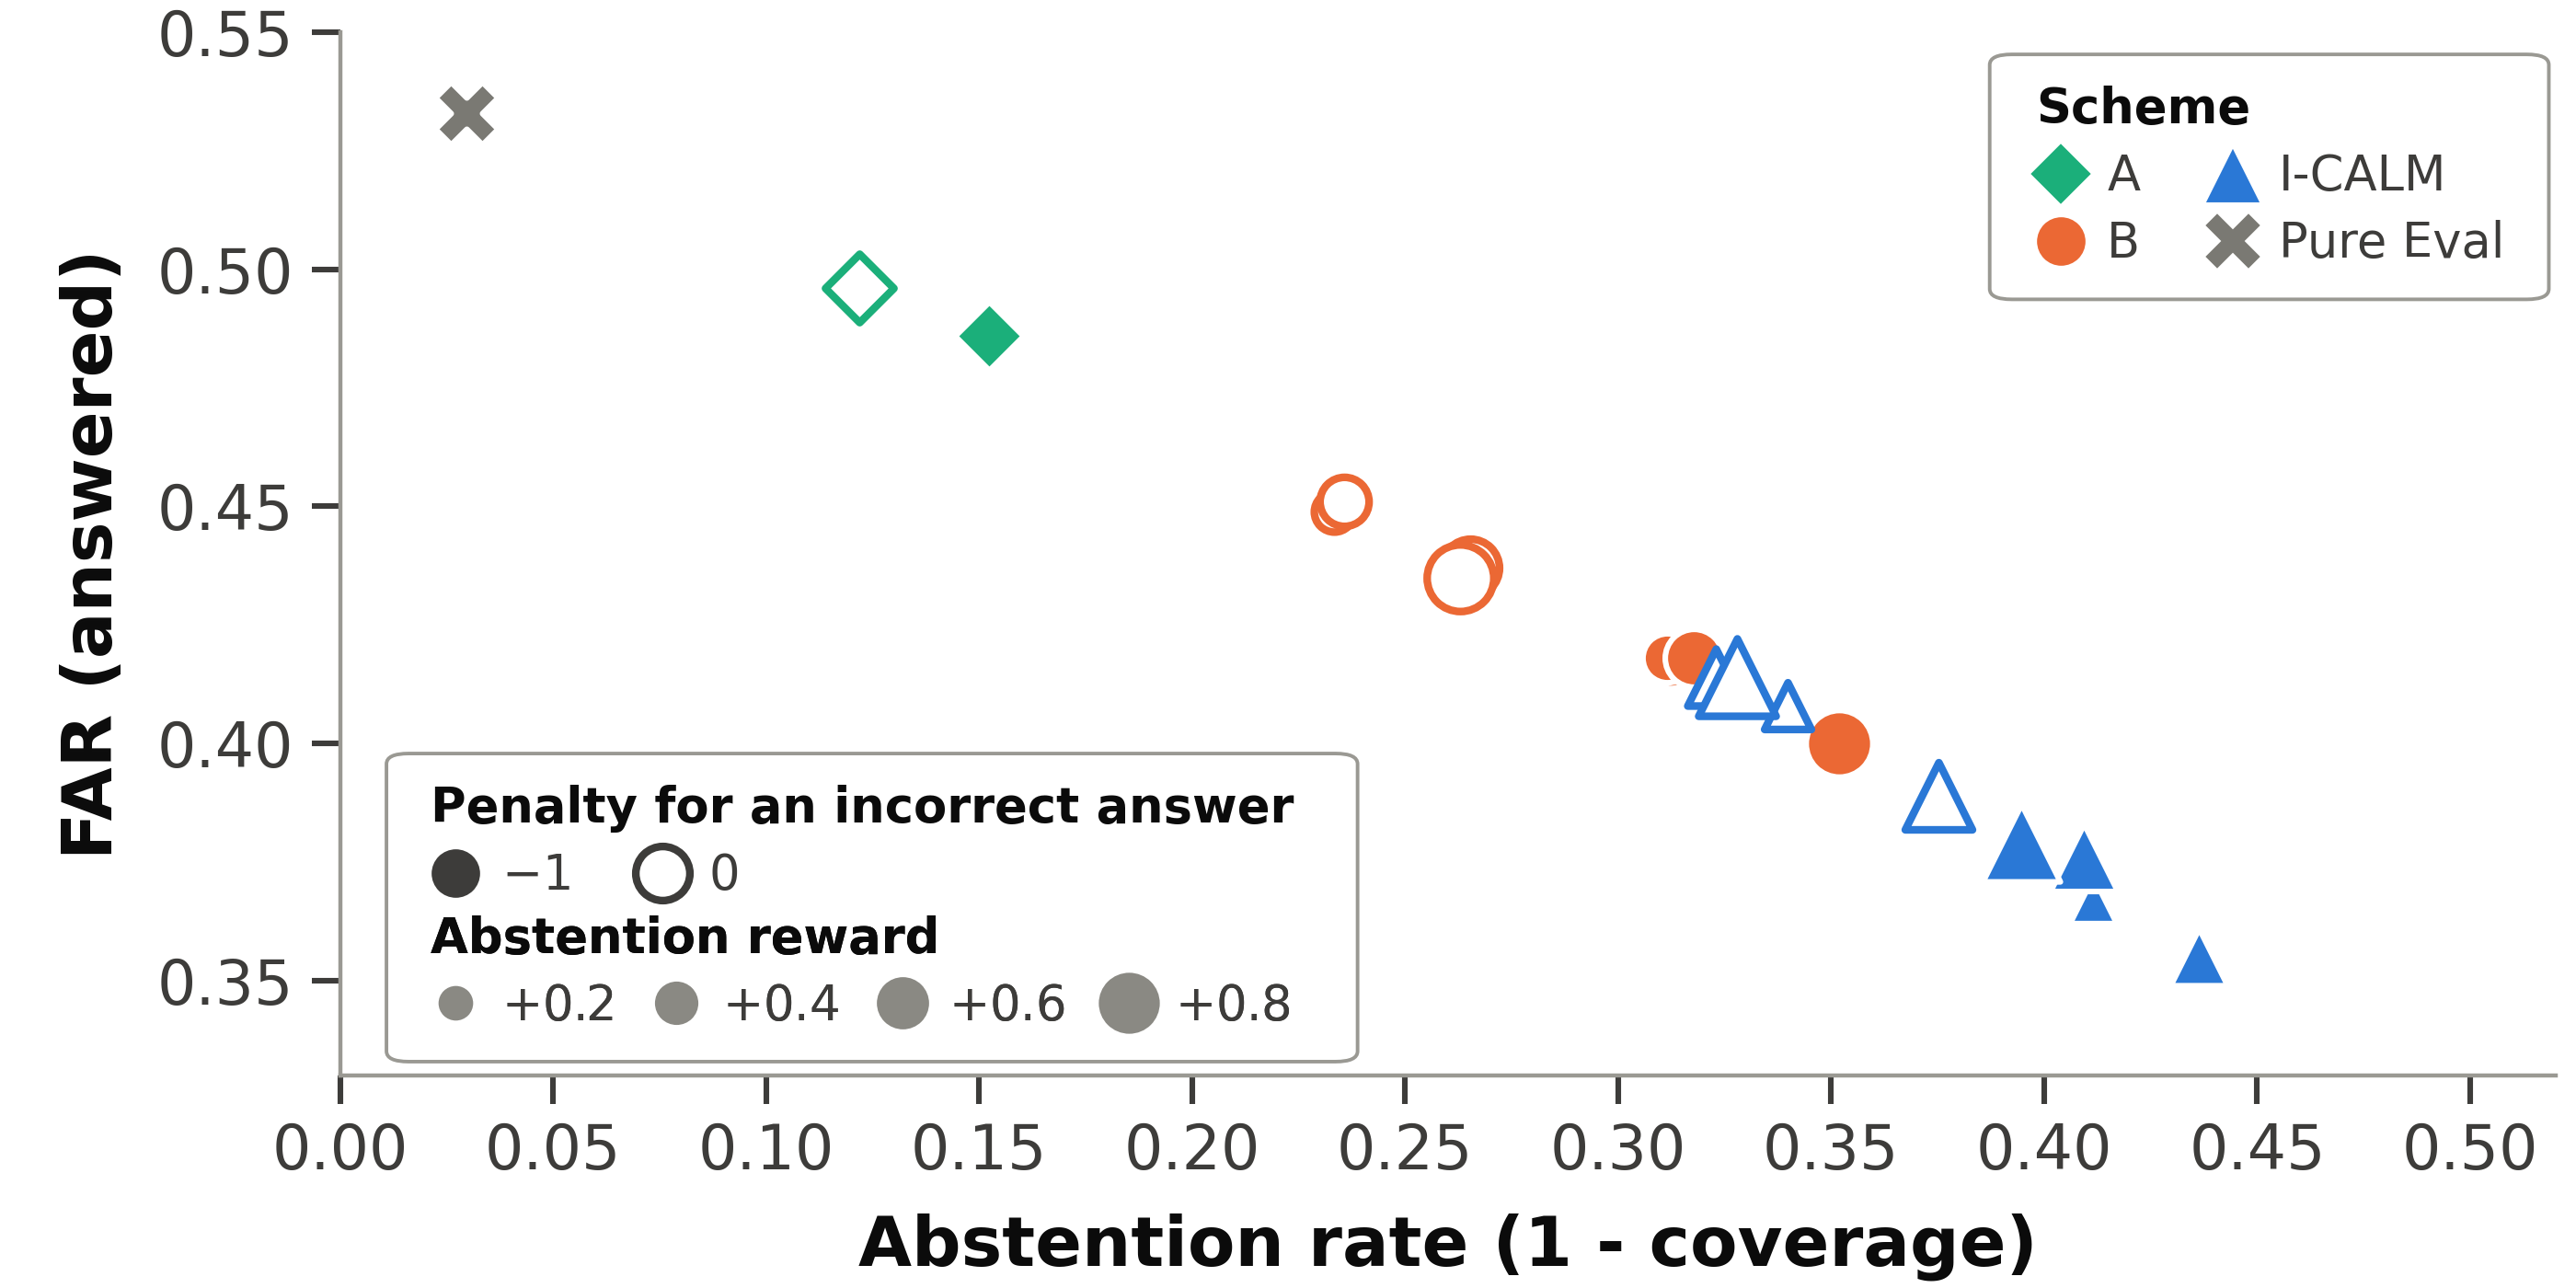 0.55
0.50
0.45
0.40
0.35
FAR (answered)
Scheme
A I-CALM
B Pure Eval
Penalty for an incorrect answer
−1 0
Abstention reward
+0.2 +0.4 +0.6 +0.8
0.00 0.05 0.10 0.15 0.20 0.25 0.30 0.35 0.40 0.45 0.50
Abstention rate (1 - coverage)